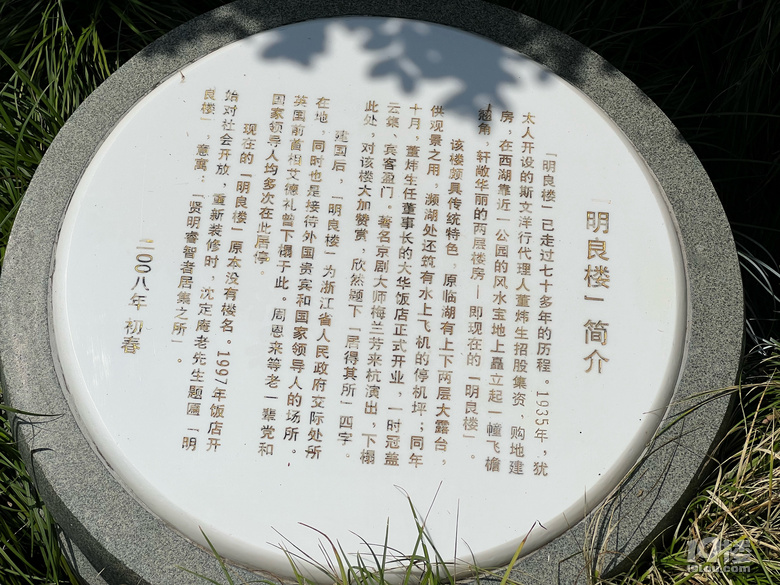 「明良楼」简介
「明良楼」已走过七十多年的历程。1935年，犹
太人开设的斯文洋行代理人董炜生招股集资，购地建
房，在西湖靠近一公园的风水宝地上矗立起一幢飞檐
翘角，轩敞华丽的两层楼房—即现在的「明良楼」。
该楼颇具传统特色，原临湖有上下两层大露台，
供观景之用，濒湖处还筑有水上飞机的停机坪；同年
十月，董炜生任董事长的大华饭店正式开业，一时冠盖
云集、宾客盈门。著名京剧大师梅兰芳来杭演出，下榻
此处，对该楼大加赞赏，欣然题下「居得其所」四字。
建国后，「明良楼」为浙江省人民政府交际处所
在地，同时也是接待外国贵宾和国家领导人的场所。
英国前首相艾德礼曾下榻于此。周恩来等老一辈党和
国家领导人均多次在此居停。
现在的「明良楼」原本没有楼名。1997年饭店开
始对社会开放，重新装修时，沈定庵老先生题匾「明
良楼」，意寓：「贤明睿智者居集之所」。
二〇〇八年 初春